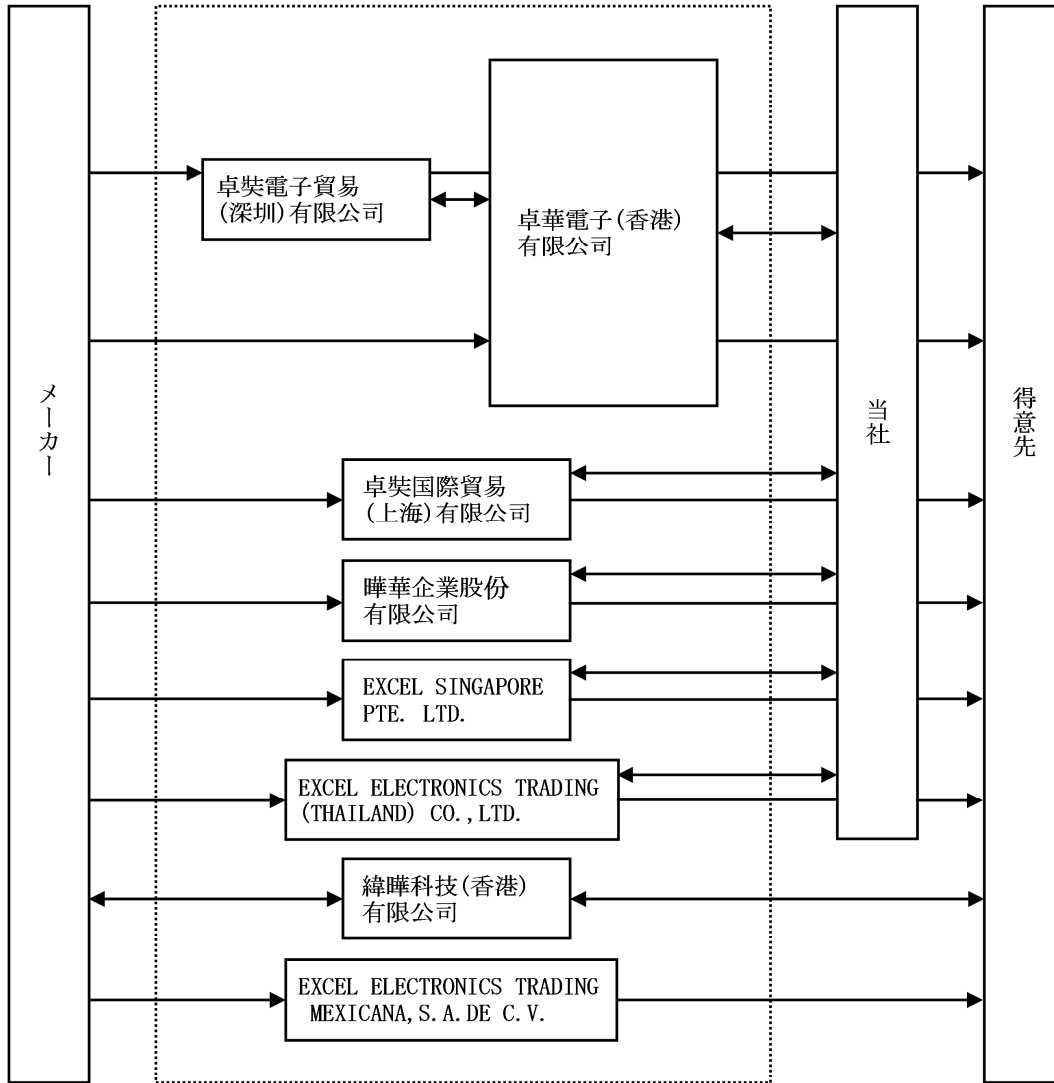 メーカー
卓奘電子貿易
(深圳)有限公司
卓華電子(香港)
有限公司
卓奘国際貿易
(上海)有限公司
曄華企業股份
有限公司
EXCEL SINGAPORE
PTE. LTD.
EXCEL ELECTRONICS TRADING
(THAILAND) CO.,LTD.
緯曄科技(香港)
有限公司
EXCEL ELECTRONICS TRADING
MEXICANA,S.A.DE C.V.
当社
得意先